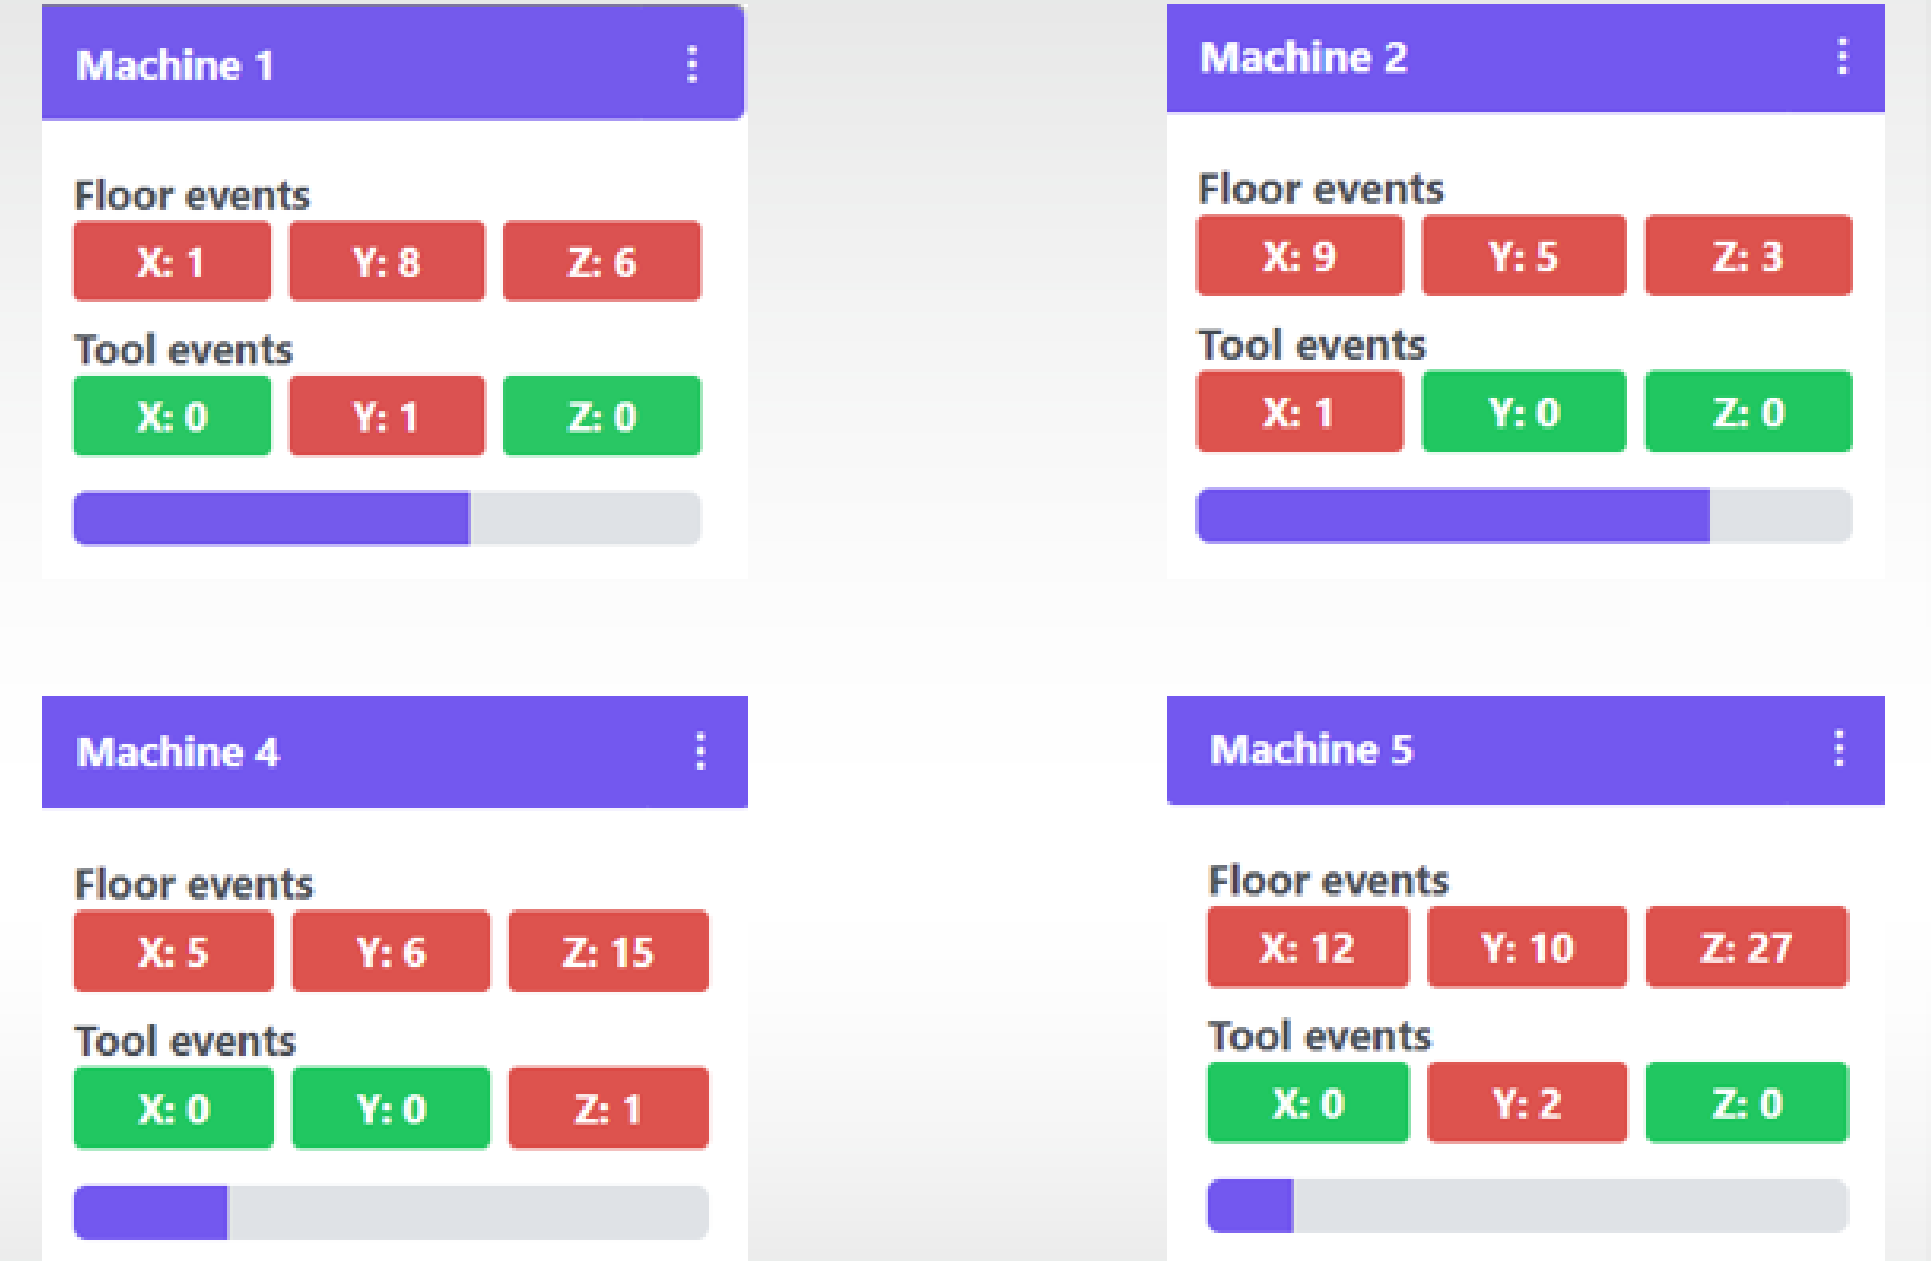 Machine 1
Floor events
X: 1 Y: 8 Z: 6
Tool events
X: 0 Y: 1 Z: 0
Machine 2
Floor events
X: 9 Y: 5 Z: 3
Tool events
X: 1 Y: 0 Z: 0
Machine 4
Floor events
X: 5 Y: 6 Z: 15
Tool events
X: 0 Y: 0 Z: 1
Machine 5
Floor events
X: 12 Y: 10 Z: 27
Tool events
X: 0 Y: 2 Z: 0